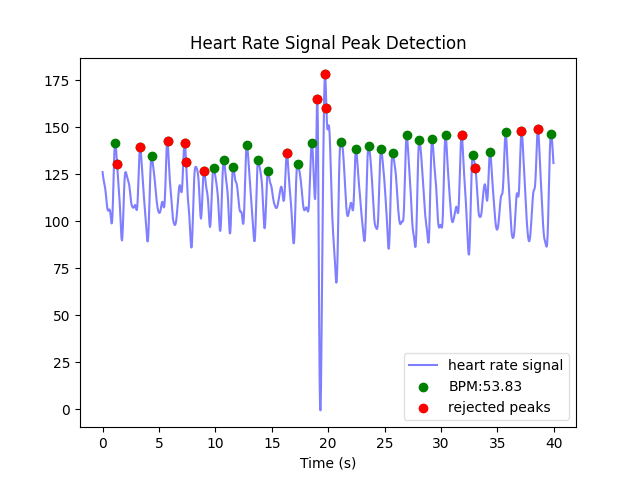 Heart Rate Signal Peak Detection
175
150
125
100
75
50
25
0
heart rate signal
BPM:53.83
rejected peaks
0 5 10 15 20 25 30 35 40
Time (s)